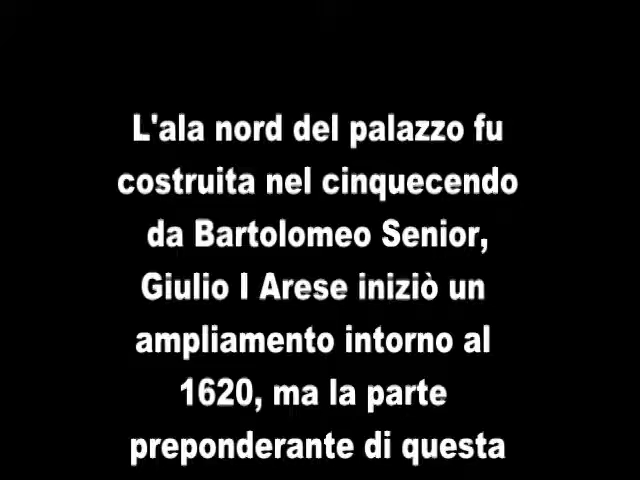 L'ala nord del palazzo fu
costruita nel cinquecendo
da Bartolomeo Senior,
Giulio I Arese iniziò un
ampliamento intorno al
1620, ma la parte
preponderante di questa